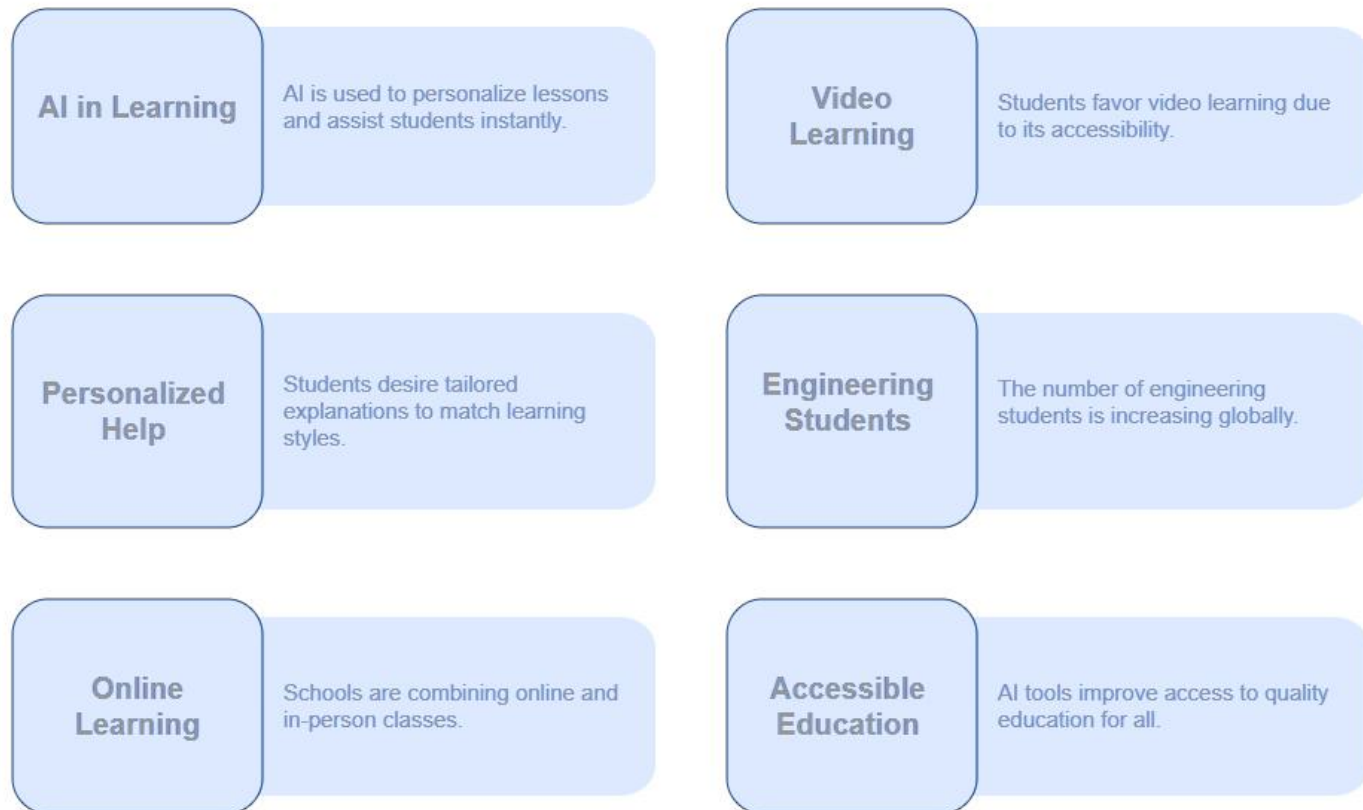 AI in Learning
AI is used to personalize lessons
and assist students instantly.
Video
Learning
Students favor video learning due
to its accessibility.
Personalized
Help
Students desire tailored
explanations to match learning
styles.
Engineering
Students
The number of engineering
students is increasing globally.
Online
Learning
Schools are combining online and
in-person classes.
Accessible
Education
AI tools improve access to quality
education for all.